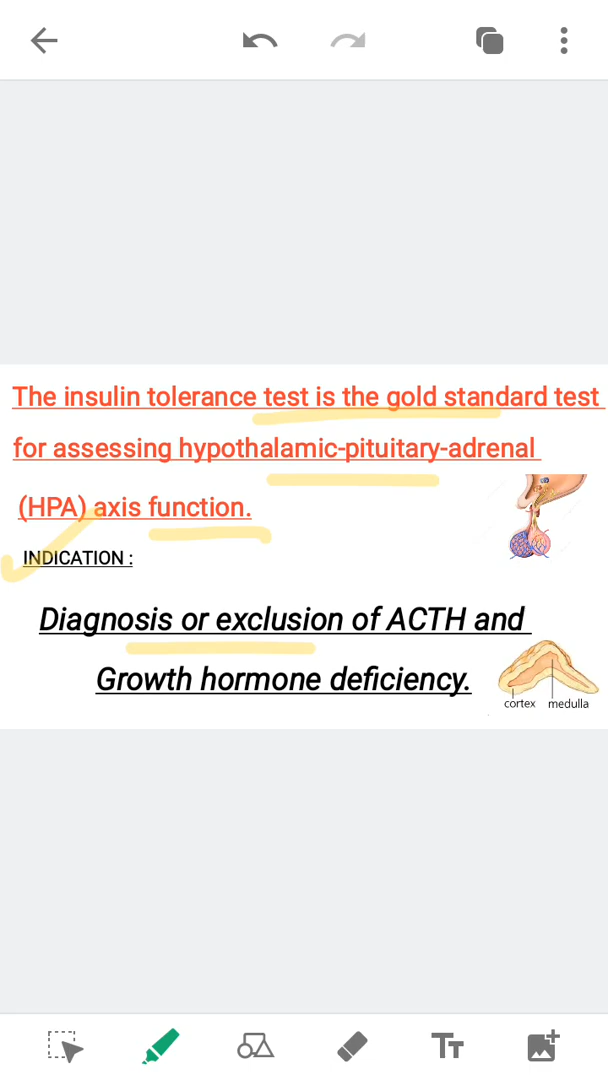 The insulin tolerance test is the gold standard test
for assessing hypothalamic-pituitary-adrenal
(HPA) axis function.
INDICATION :
Diagnosis or exclusion of ACTH and
Growth hormone deficiency.
cortex medulla
Tт